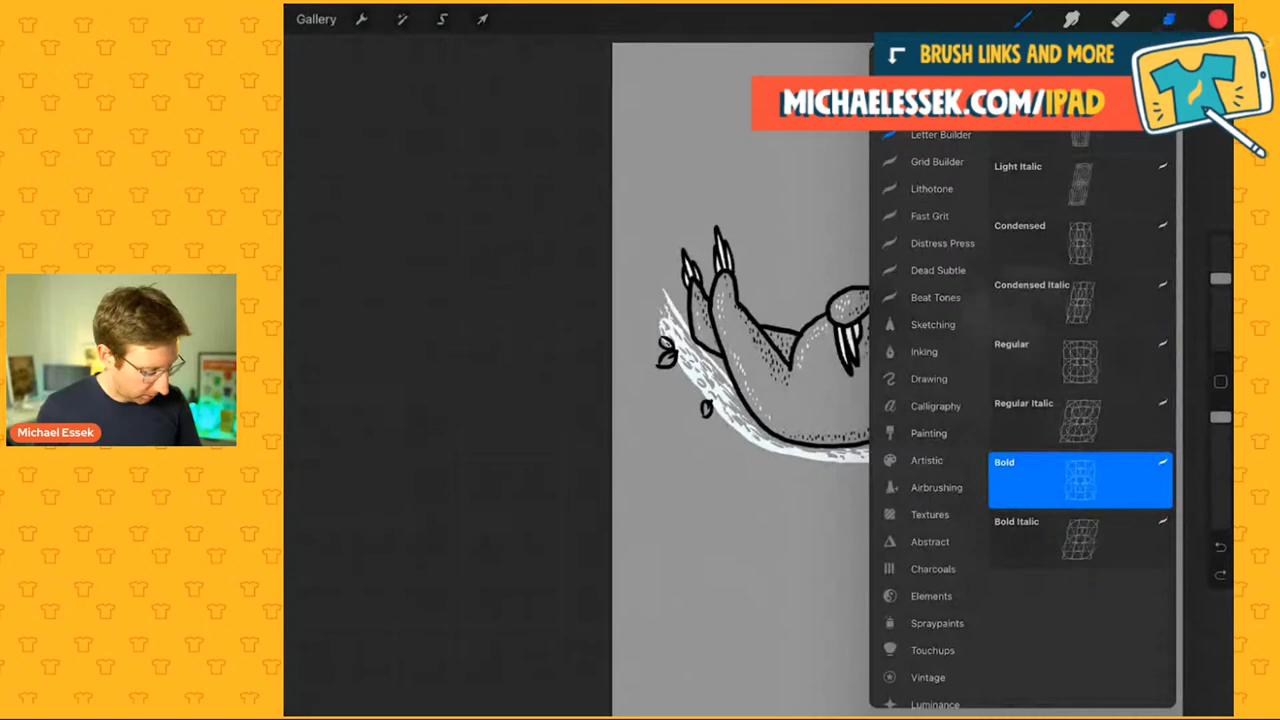 Gallery
BRUSH LINKS AND MORE
MICHAELESSEK.COM/IPAD
Letter Builder
Grid Builder
Lithotone
Fast Grit
Distress Press
Dead Subtle
Beat Tones
Sketching
Inking
Drawing
Calligraphy
Painting
Artistic
Airbrushing
Textures
Abstract
Charcoals
Elements
Spraypaints
Touchups
Vintage
Luminance
Light Italic
Condensed
Condensed Italic
Regular
Regular Italic
Bold
Bold Italic
Michael Essek